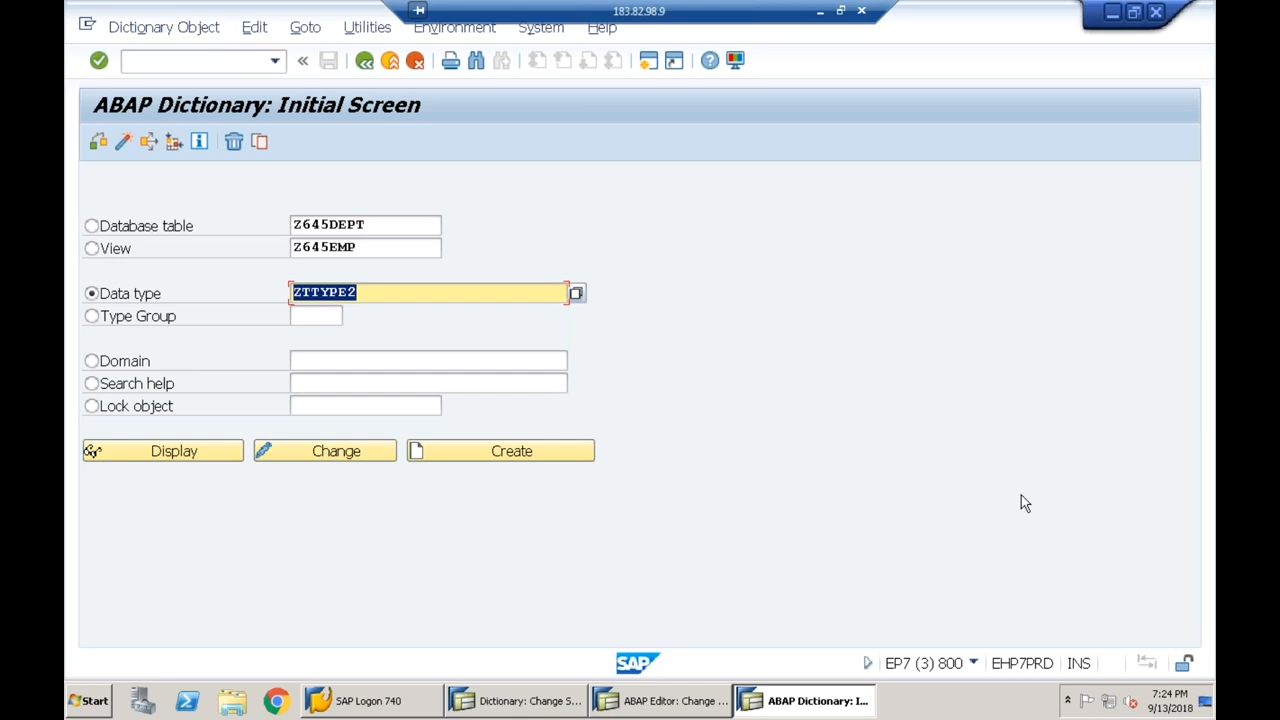 183.82.98.9
Dictionary Object Edit Goto Utilities Environment System Help
ABAP Dictionary: Initial Screen
Database table Z645DEPT
View Z645EMP
Data type ZTTYPE2
Type Group
Domain
Search help
Lock object
Display Change Create
SAP EP7 (3) 800 EHP7PRD INS
Start SAP Logon 740 Dictionary: Change S... ABAP Editor: Change ... ABAP Dictionary: I... 7:24 PM
9/13/2018